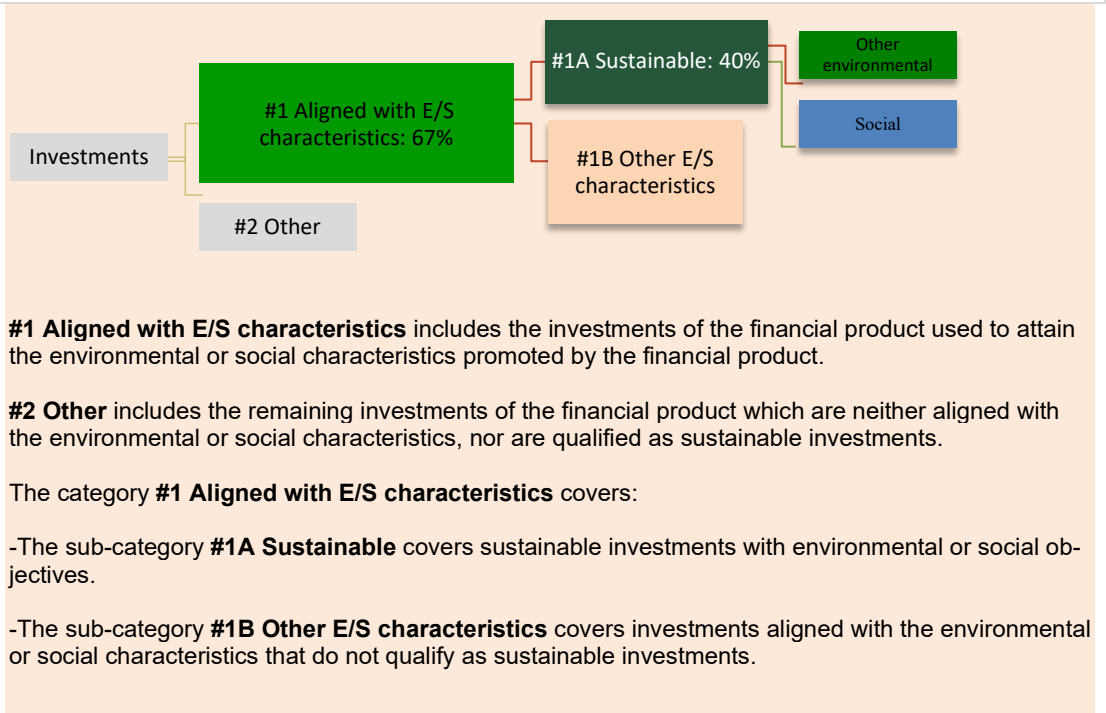 Investments
#1 Aligned with E/S
characteristics: 67%
#2 Other
#1A Sustainable: 40%
#1B Other E/S
characteristics
Other
environmental
Social
#1 Aligned with E/S characteristics includes the investments of the financial product used to attain
the environmental or social characteristics promoted by the financial product.
#2 Other includes the remaining investments of the financial product which are neither aligned with
the environmental or social characteristics, nor are qualified as sustainable investments.
The category #1 Aligned with E/S characteristics covers:
-The sub-category #1A Sustainable covers sustainable investments with environmental or social ob-
jectives.
-The sub-category #1B Other E/S characteristics covers investments aligned with the environmental
or social characteristics that do not qualify as sustainable investments.